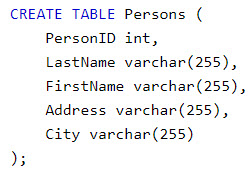 CREATE TABLE Persons (
    PersonID int,
    LastName varchar(255),
    FirstName varchar(255),
    Address varchar(255),
    City varchar(255)
);